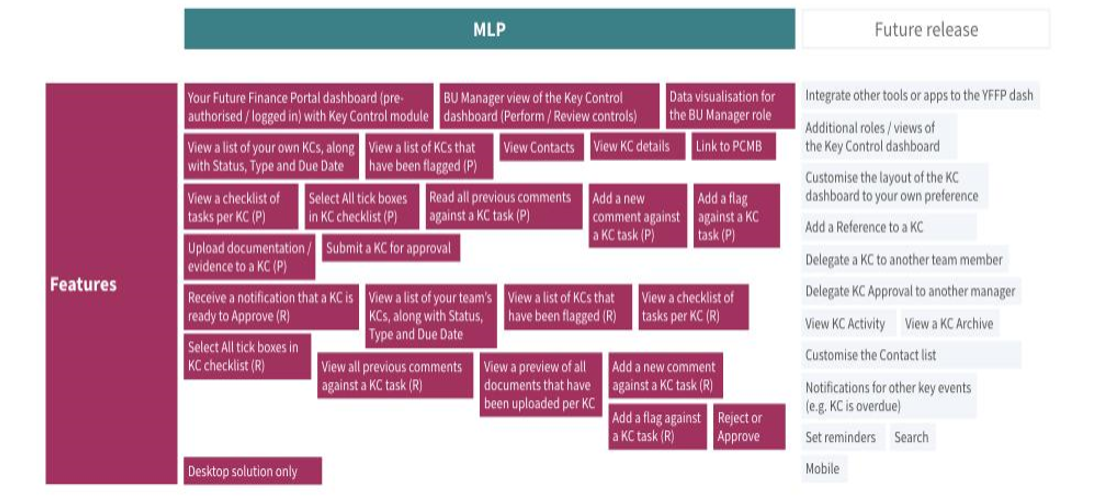 MLP
Future release
Features
Your Future Finance Portal dashboard (pre-
authorised / logged in) with Key Control module
BU Manager view of the Key Control
dashboard (Perform / Review controls)
Data visualisation for
the BU Manager role
View a list of your own KCs, along
with Status, Type and Due Date
View a list of KCs that
have been flagged (P)
View Contacts
View KC details
Link to PCMB
View a checklist of
tasks per KC (P)
Select All tick boxes
in KC checklist (P)
Read all previous comments
against a KC task (P)
Add a new
comment against
a KC task (P)
Add a flag
against a KC
task (P)
Upload documentation /
evidence to a KC (P)
Submit a KC for approval
Receive a notification that a KC is
ready to Approve (R)
View a list of your team's
KCs, along with Status,
Type and Due Date
View a list of KCs that
have been flagged (R)
View a checklist of
tasks per KC (R)
Select All tick boxes in
KC checklist (R)
View all previous comments
against a KC task (R)
View a preview of all
documents that have
been uploaded per KC
Add a new comment
against a KC task (R)
Add a flag against
a KC task (R)
Reject or
Approve
Desktop solution only
Integrate other tools or apps to the YFFP dash
Additional roles / views of
the Key Control dashboard
Customise the layout of the KC
dashboard to your own preference
Add a Reference to a KC
Delegate a KC to another team member
Delegate KC Approval to another manager
View KC Activity
View a KC Archive
Customise the Contact list
Notifications for other key events
(e.g. KC is overdue)
Set reminders
Search
Mobile